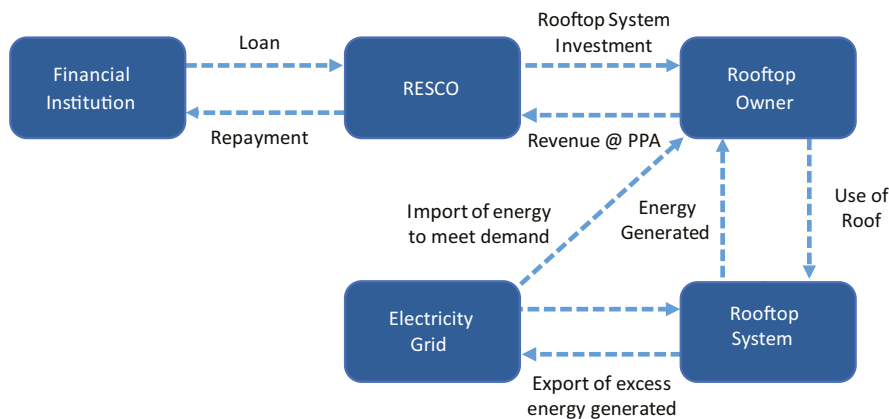 Loan
Rooftop System
Investment
Financial
Institution
RESCO
Rooftop
Owner
Repayment
Revenue @ PPA
Import of energy
to meet demand
Energy
Generated
Use of
Roof
Electricity
Grid
Rooftop
System
Export of excess
energy generated